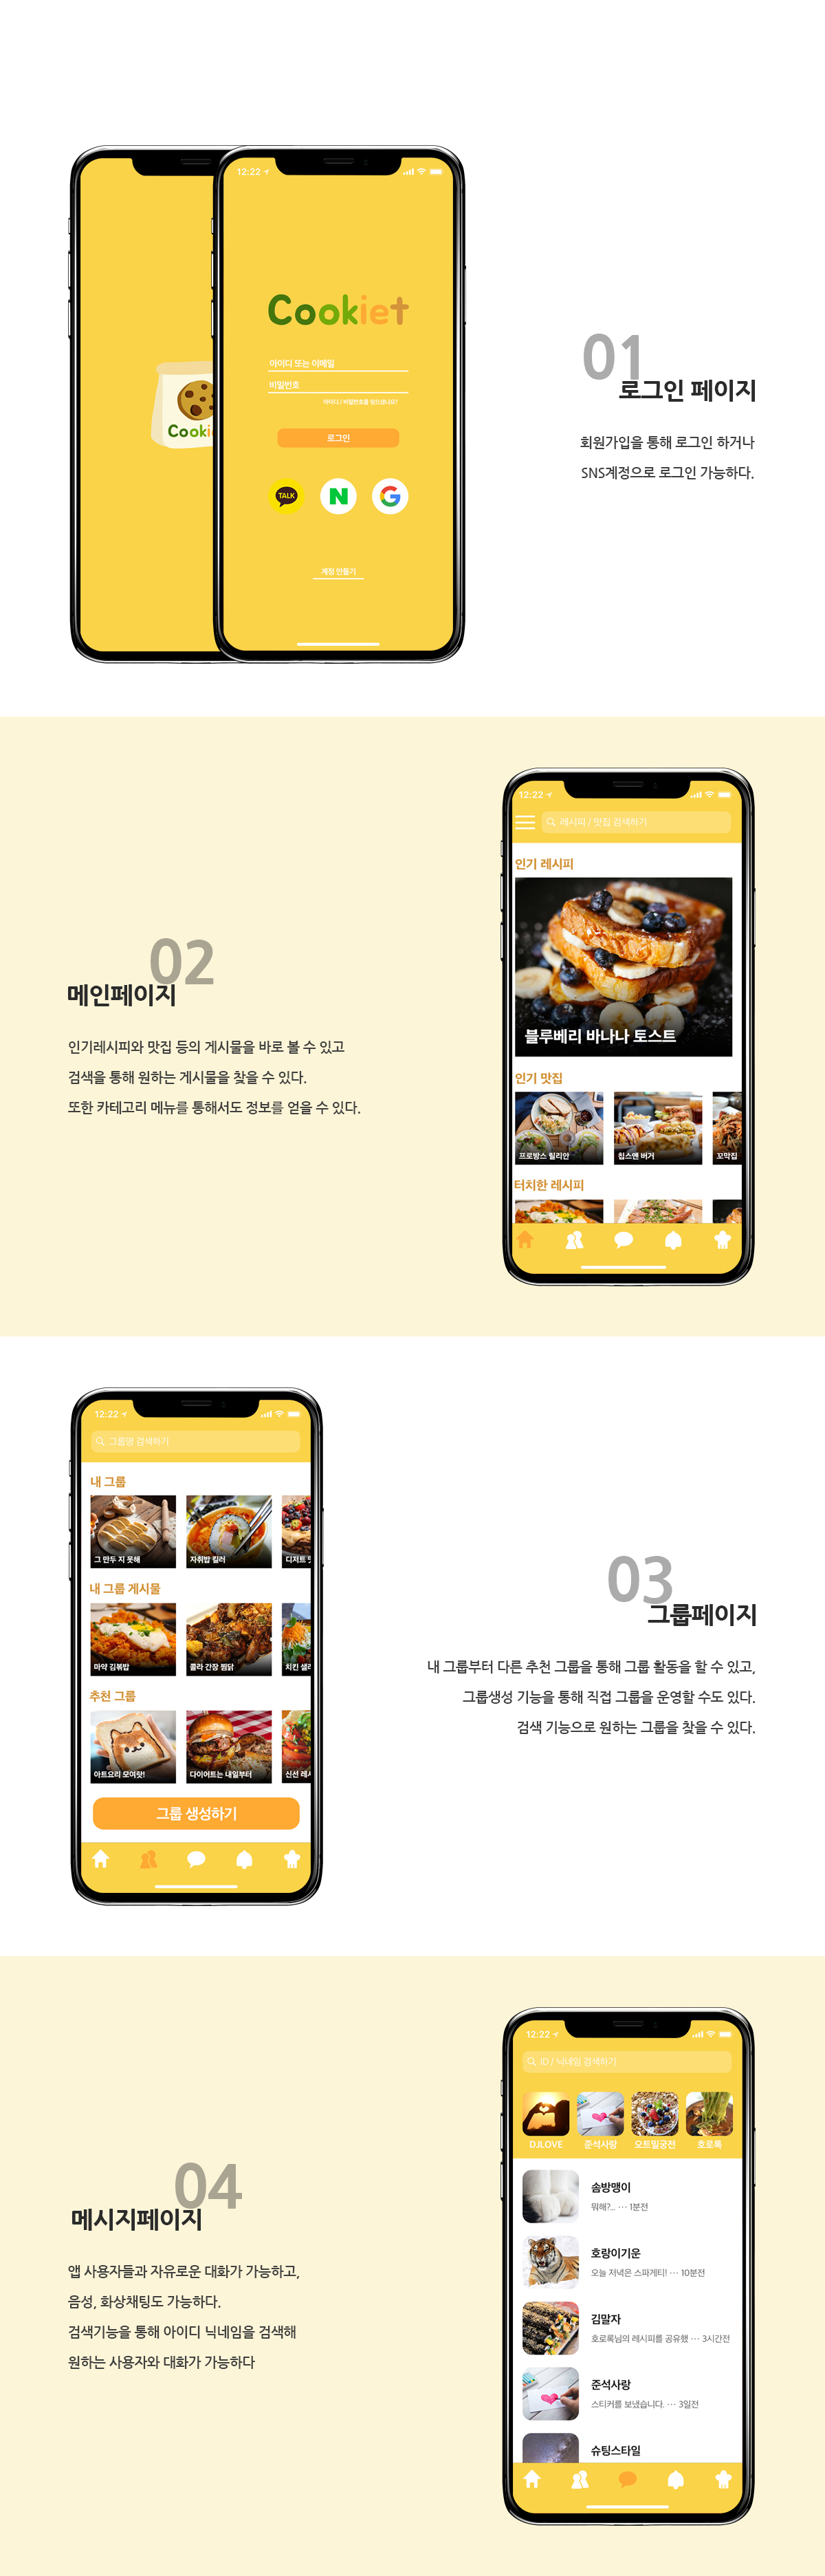 Cooki
12:22
Cookiet
아이디 또는 이메일
비밀번호
아이디 / 비밀번호를 잊으셨나요?
로그인
TALK
N
G
계정 만들기
01
로그인 페이지
회원가입을 통해 로그인 하거나
SNS계정으로 로그인 가능하다.
02
메인페이지
인기레시피와 맛집 등의 게시물을 바로 볼 수 있고
검색을 통해 원하는 게시물을 찾을 수 있다.
또한 카테고리 메뉴를 통해서도 정보를 얻을 수 있다.
12:22
레시피 / 맛집 검색하기
인기 레시피
블루베리 바나나 토스트
인기 맛집
프로방스 릴리안
칩스앤 버거
꼬막집
터치한 레시피
12:22
그룹명 검색하기
내 그룹
그 만두 지 못해
자취밥 킬러
디저트
내 그룹 게시물
마약 김볶밥
콜라 간장 찜닭
치킨 샐러
추천 그룹
아트요리 모여랏!
다이어트는 내일부터
신선 레시
그룹 생성하기
03
그룹페이지
내 그룹부터 다른 추천 그룹을 통해 그룹 활동을 할 수 있고,
그룹생성 기능을 통해 직접 그룹을 운영할 수도 있다.
검색 기능으로 원하는 그룹을 찾을 수 있다.
04
메시지페이지
앱 사용자들과 자유로운 대화가 가능하고,
음성, 화상채팅도 가능하다.
검색기능을 통해 아이디 닉네임을 검색해
원하는 사용자와 대화가 가능하다
12:22
ID / 닉네임 검색하기
DJLOVE
준석사랑
오트밀궁전
호로록
솜방맹이
뭐해?... ··· 1분전
호랑이기운
오늘 저녁은 스파게티! ··· 10분전
김말자
호로록님의 레시피를 공유했 ··· 3시간전
준석사랑
스티커를 보냈습니다. ··· 3일전
슈팅스타일